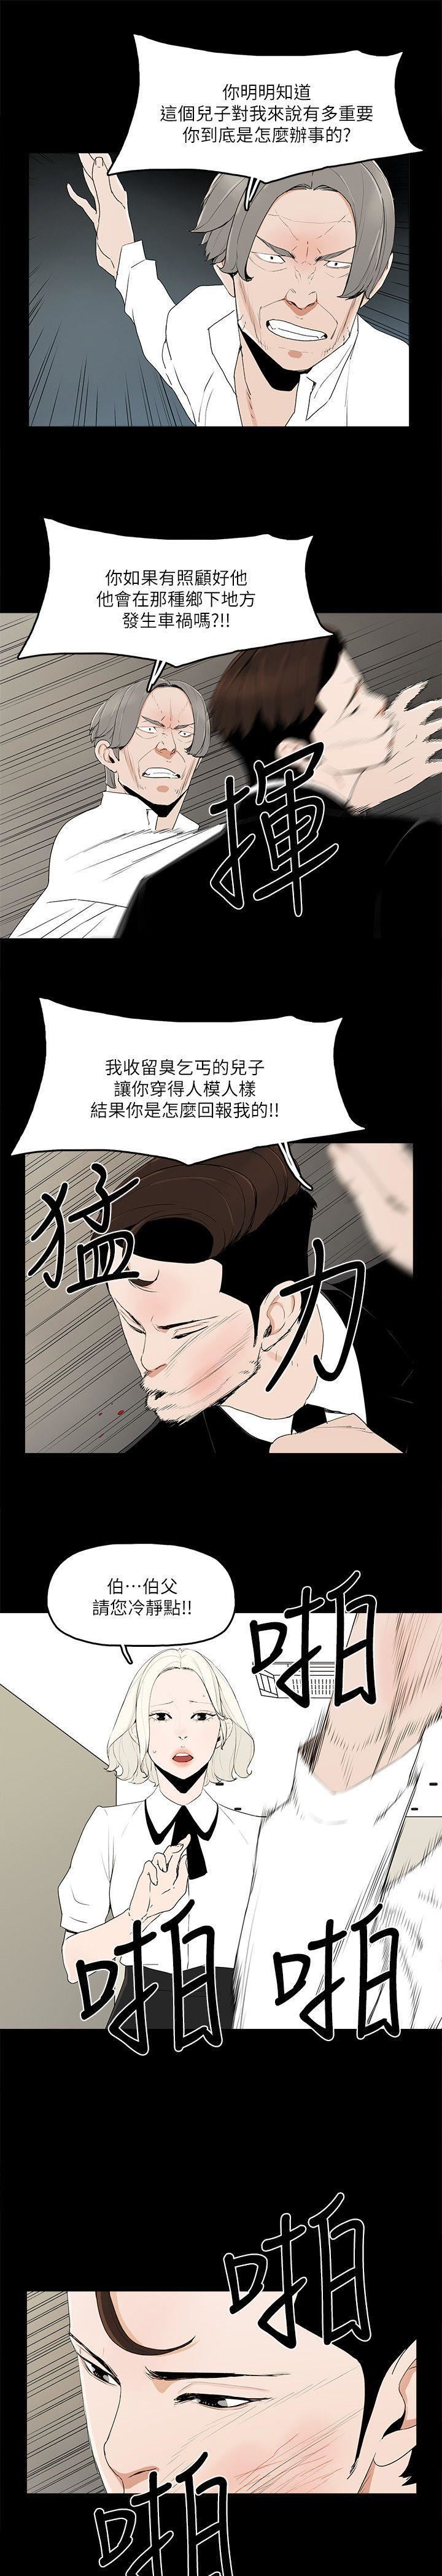 你明明知道
這個兒子對我來說有多重要
你到底是怎麼辦事的?
你如果有照顧好他
他會在那種鄉下地方
發生車禍嗎?!!
揮
我收留臭乞丐的兒子
讓你穿得人模人樣
結果你是怎麼回報我的!!
猛
力
伯⋯伯父
請您冷靜點!!
啪
啪
啪
啪
啪